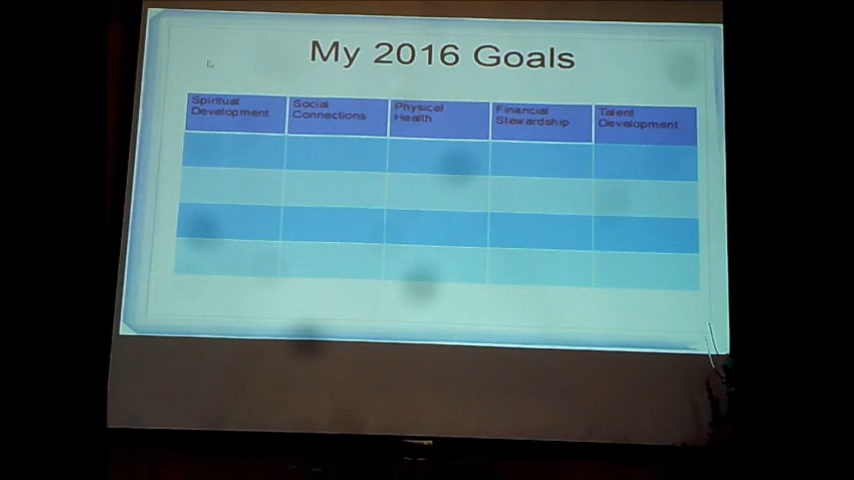 My 2016 Goals
Spiritual
Development
Social
Connections
Physical
Health
Financial
Stewardship
Talent
Development